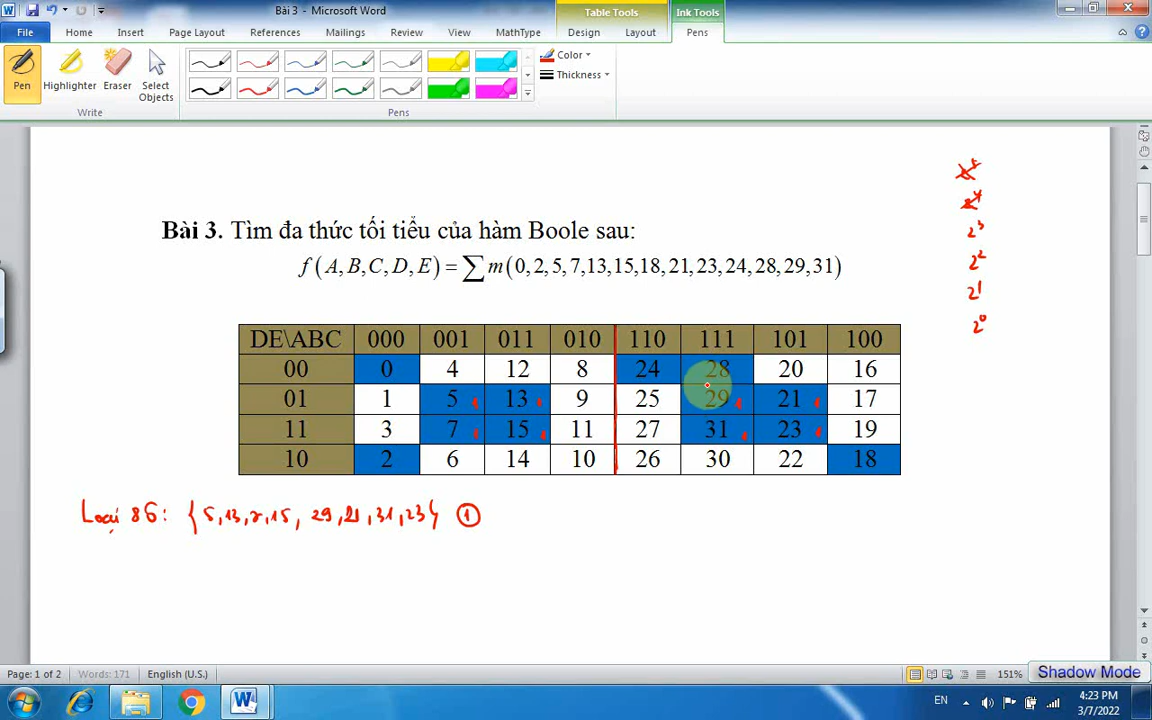 Bài 3 - Microsoft Word
Table Tools
Ink Tools
File Home Insert Page Layout References Mailings Review View MathType Design Layout Pens
Pen Highlighter Eraser Select Objects
Color
Thickness
Write
Pens
Bài 3. Tìm đa thức tối tiểu của hàm Boole sau:
f(A,B,C,D,E)=∑m(0,2,5,7,13,15,18,21,23,24,28,29,31)
2³
2²
2¹
2⁰
DE\ABC 000 001 011 010 110 111 101 100
00 0 4 12 8 24 28 20 16
01 1 5 13 9 25 29 21 17
11 3 7 15 11 27 31 23 19
10 2 6 14 10 26 30 22 18
Loại 8ô: {5,13,7,15, 29,21,31,23} ①
Page: 1 of 2 Words: 171 English (U.S.) 151%
Shadow Mode
EN
4:23 PM
3/7/2022